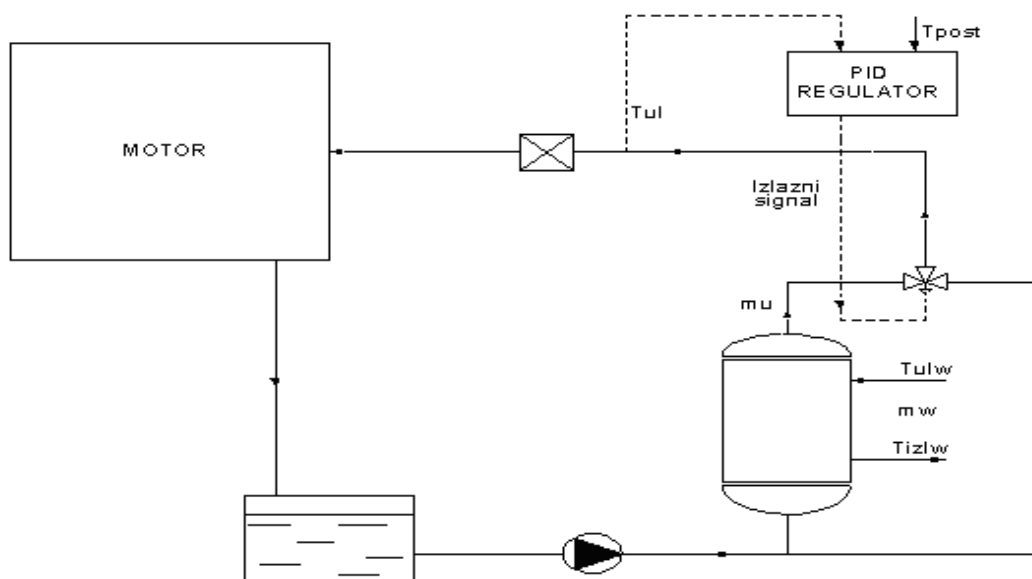 Tpost
PID
REGULATOR
Tul
MOTOR
Izlazni
signal
mu
Tulw
mw
Tizlw